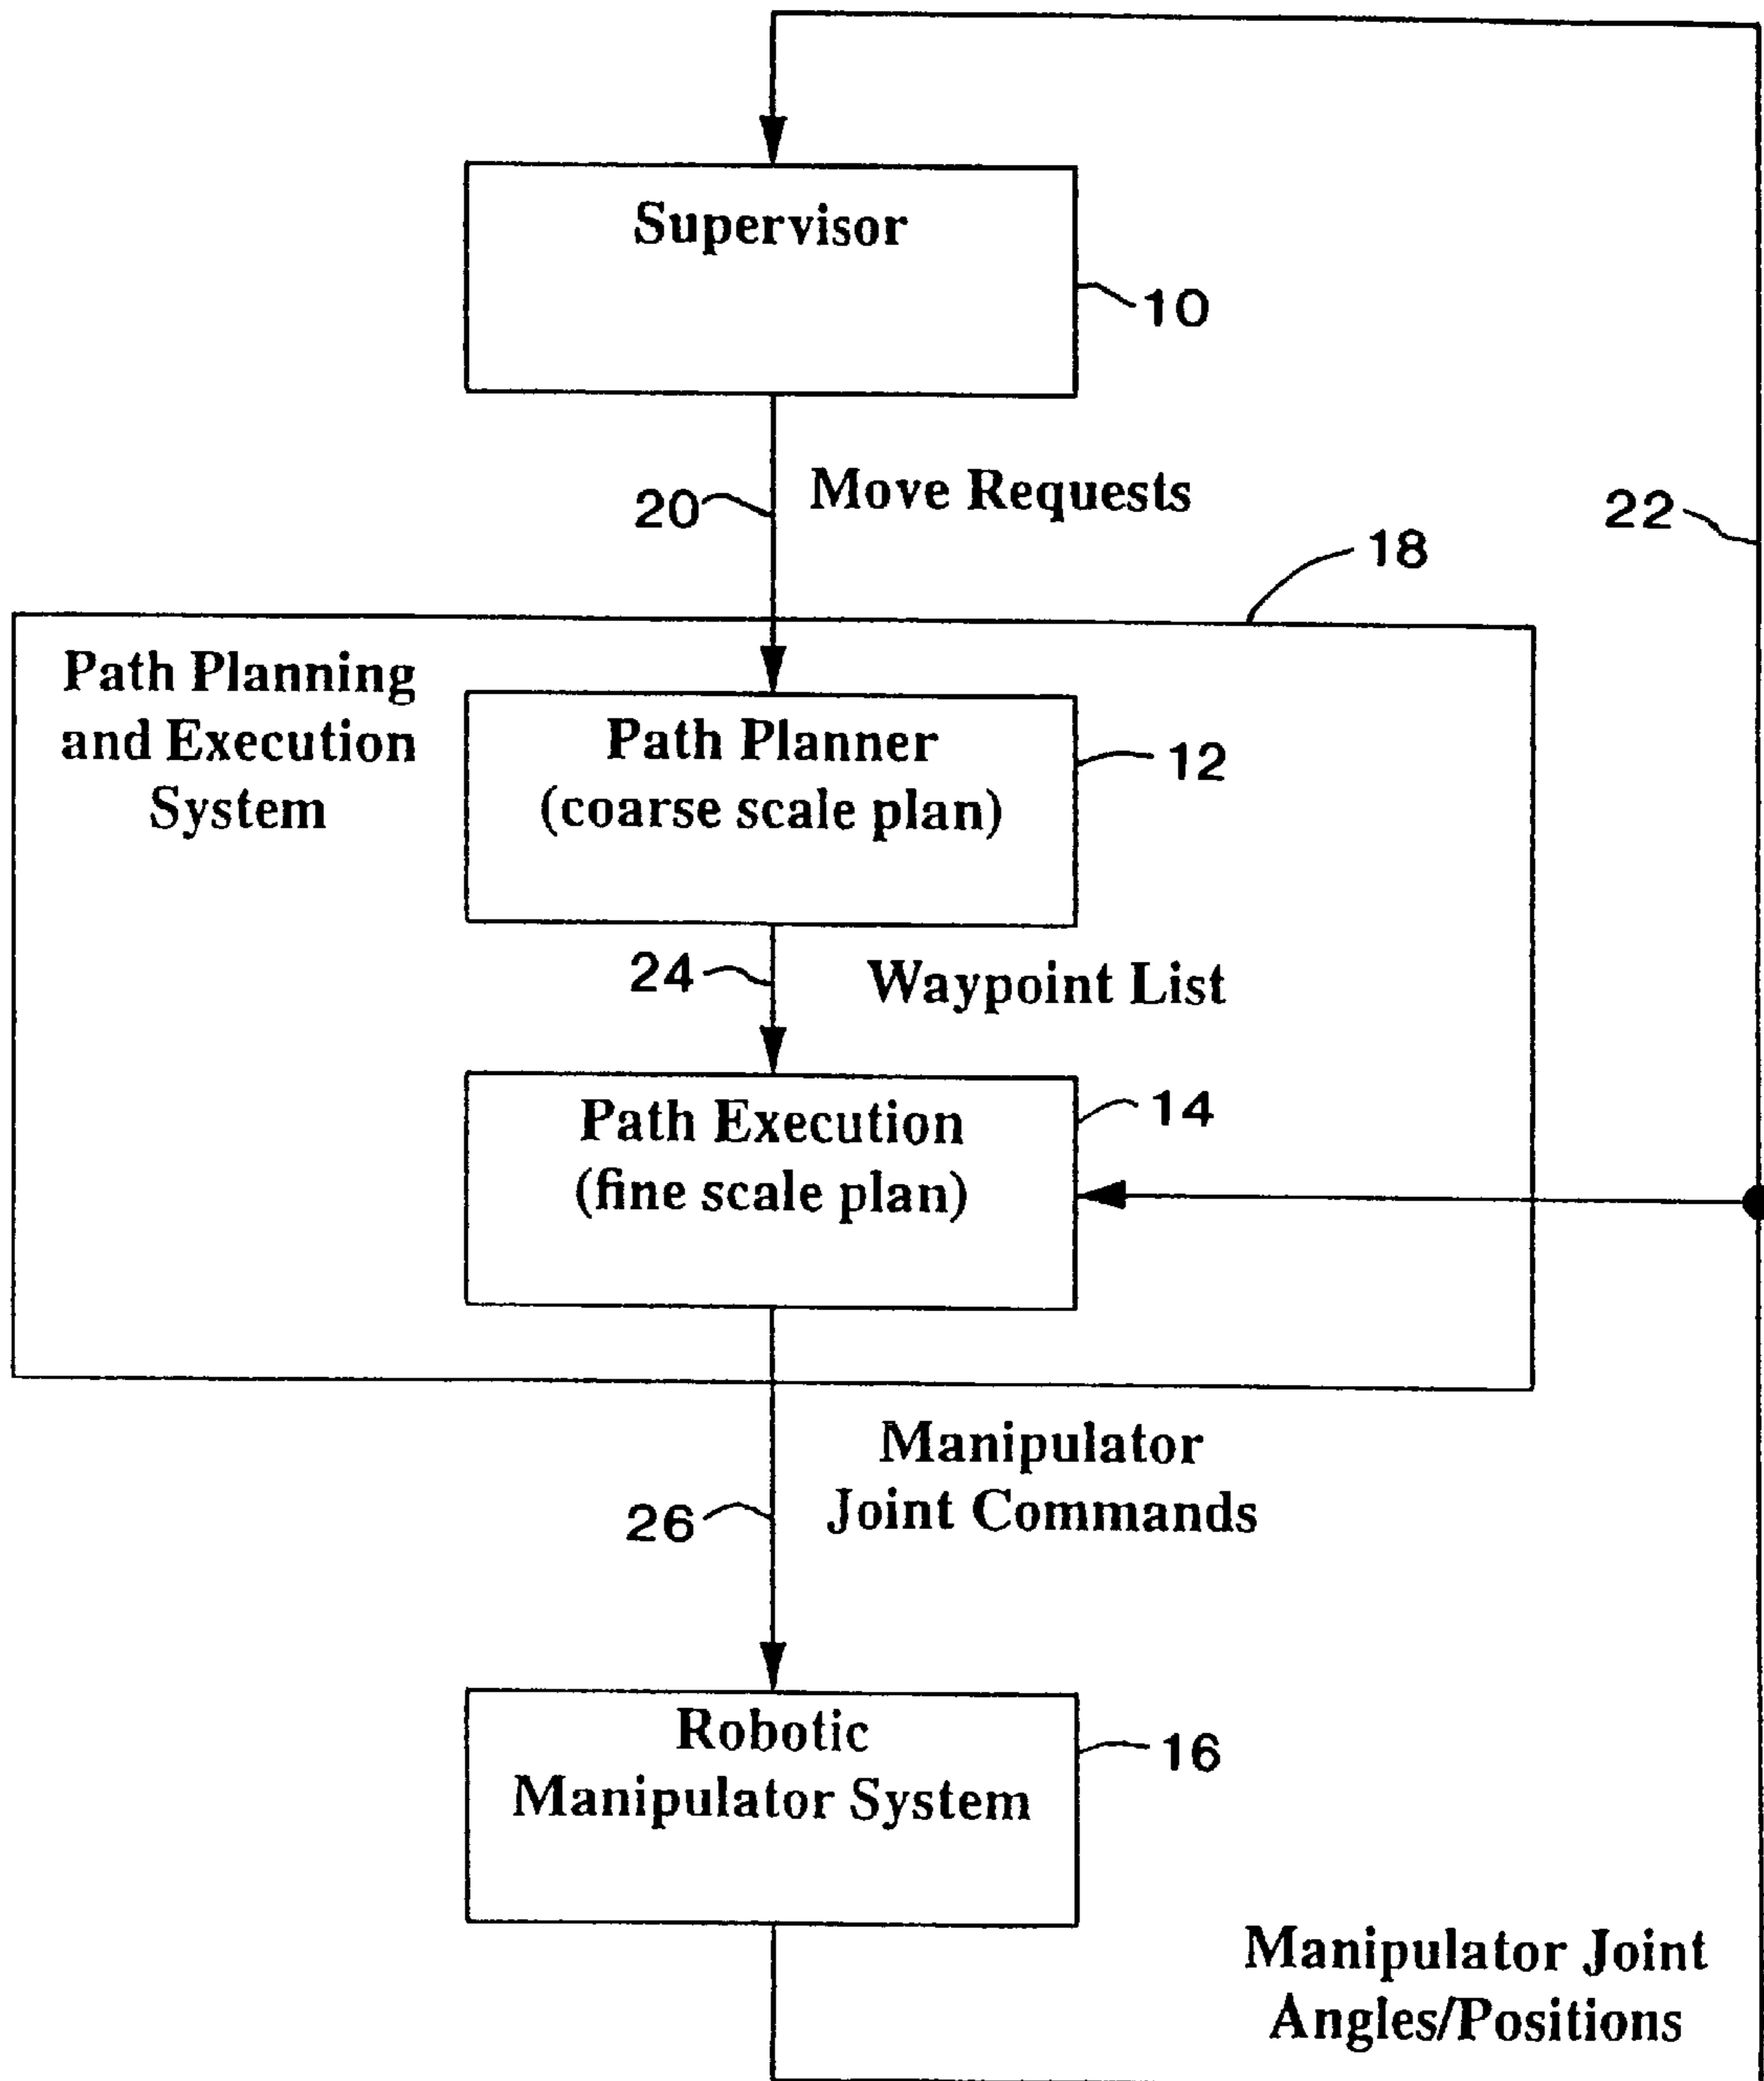 Supervisor
10
20
Move Requests
22
18
Path Planning
and Execution
System
Path Planner
(coarse scale plan)
12
24
Waypoint List
Path Execution
(fine scale plan)
14
Manipulator
Joint Commands
26
Robotic
Manipulator System
16
Manipulator Joint
Angles/Positions